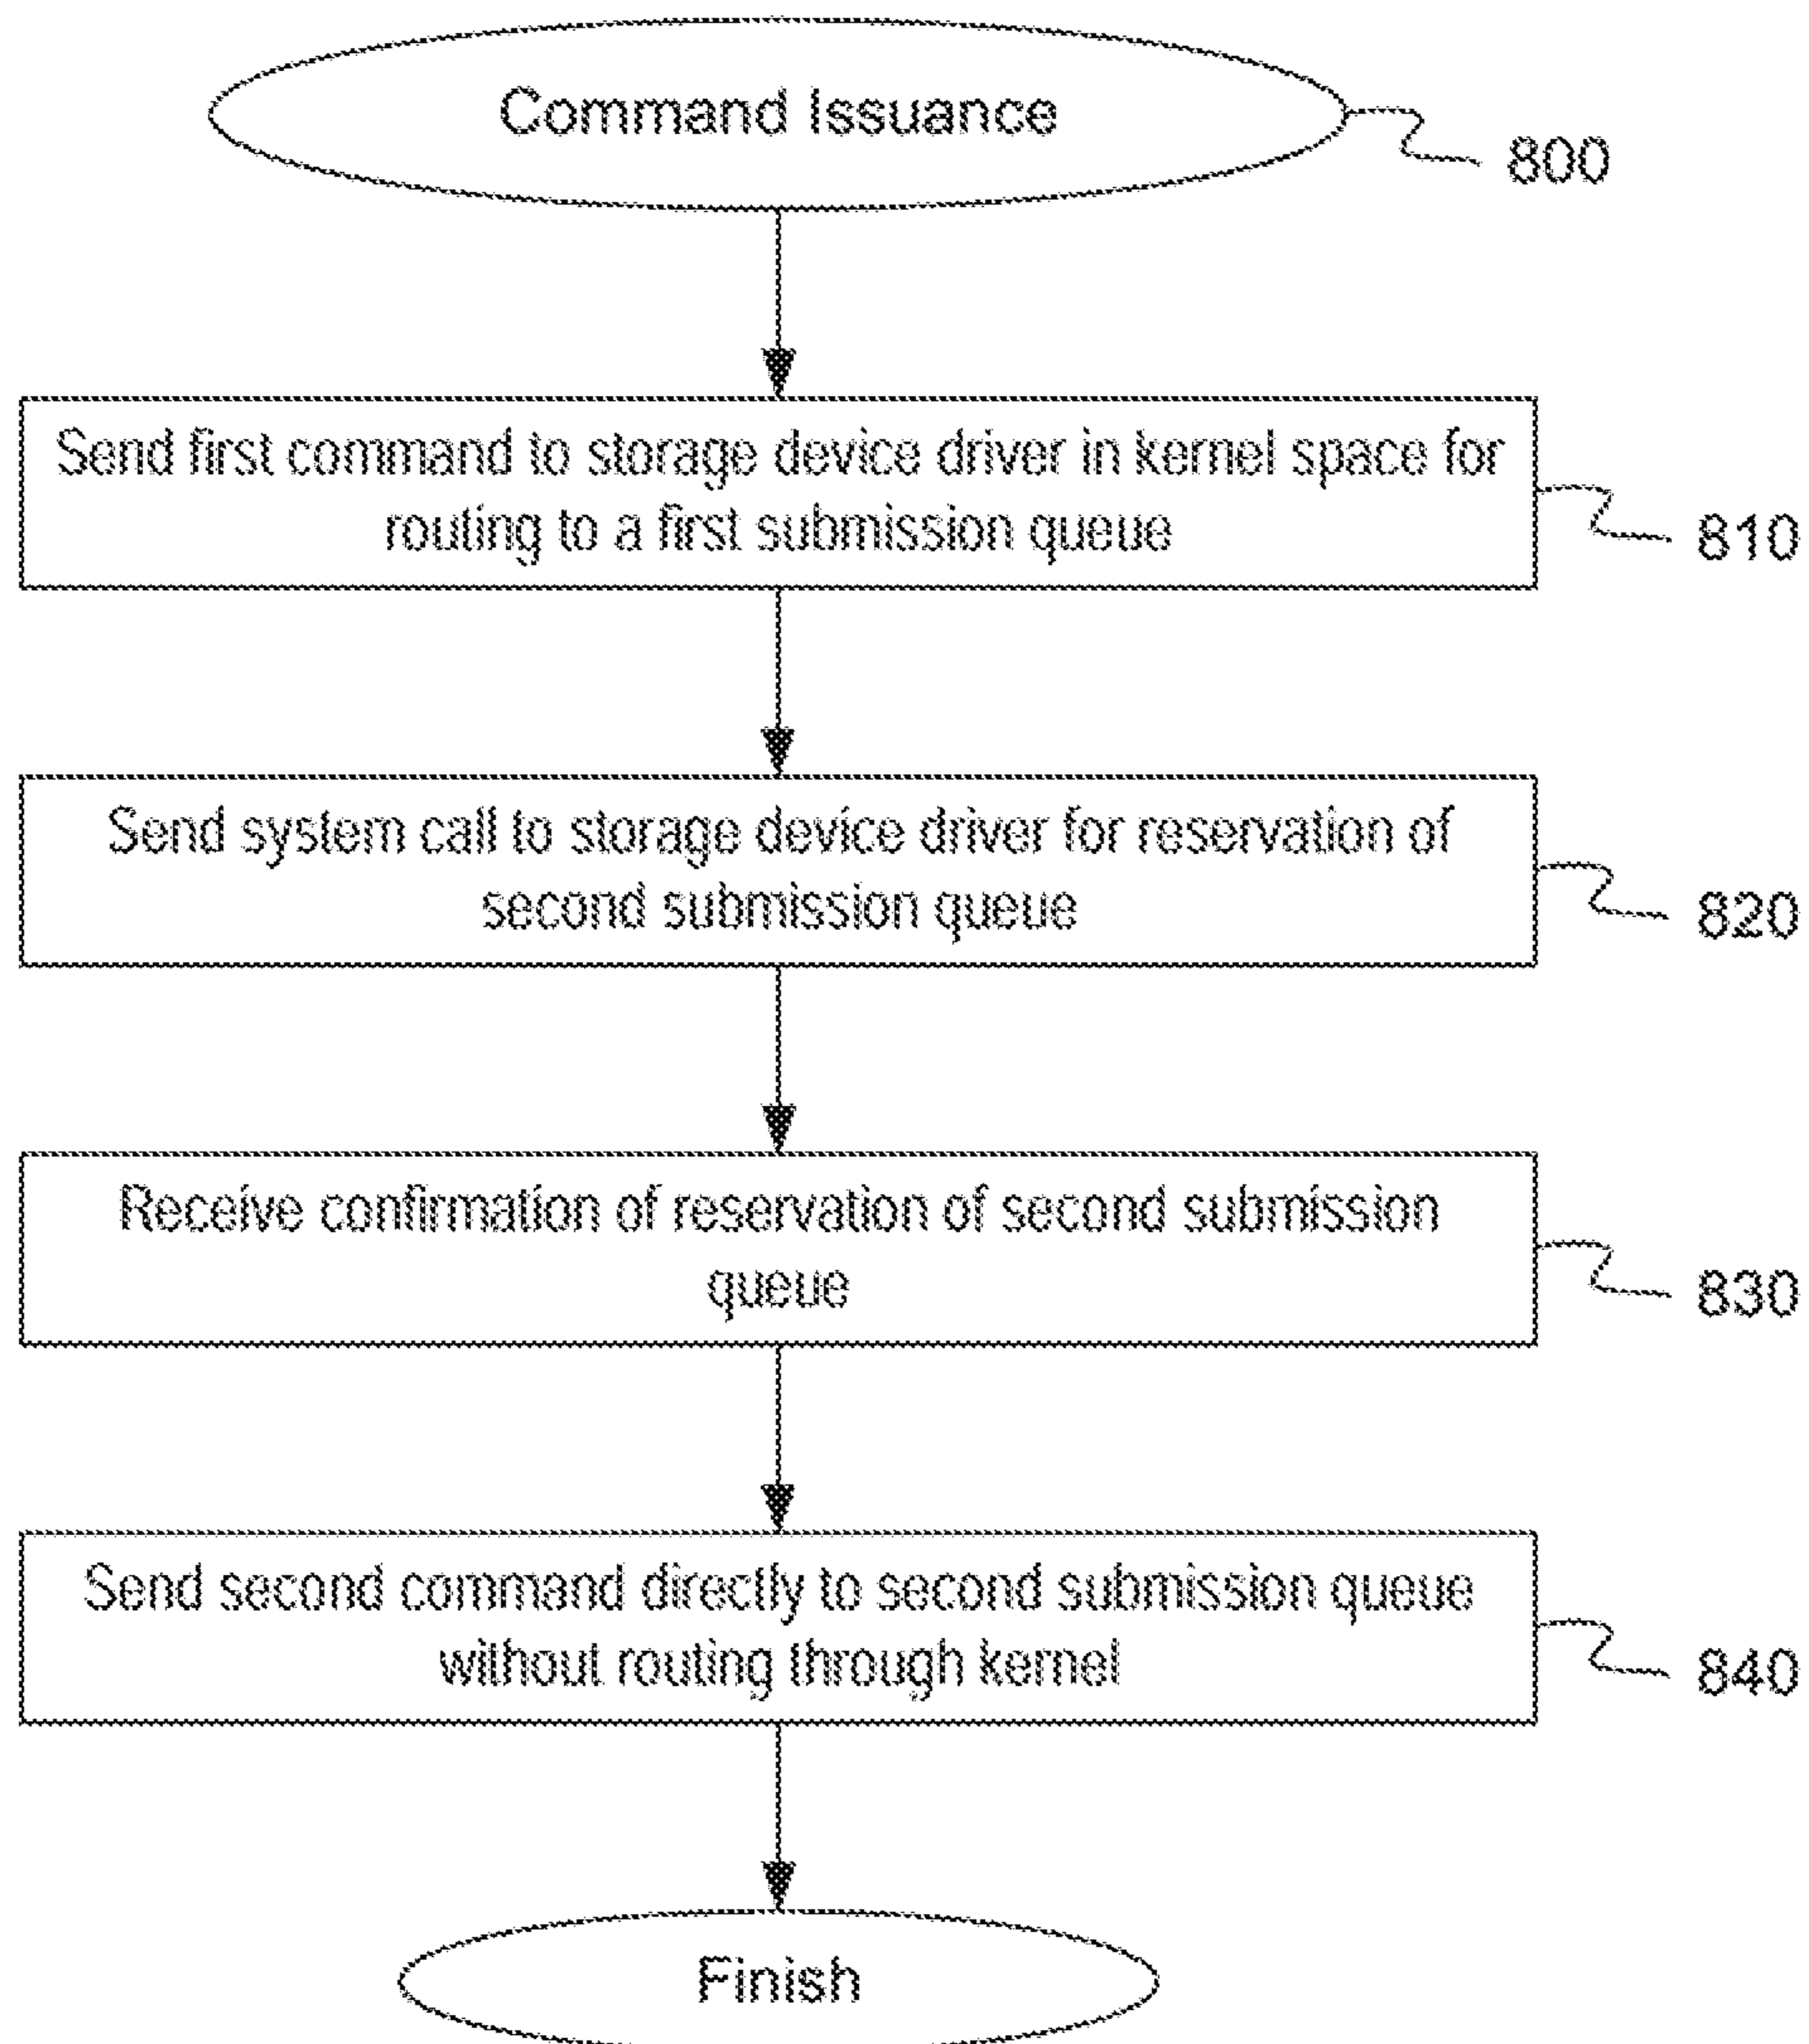 Command Issuance
800
Send first command to storage device driver in kernel space for
routing to a first submission queue
810
Send system call to storage device driver for reservation of
second submission queue
820
Receive confirmation of reservation of second submission
queue
830
Send second command directly to second submission queue
without routing through kernel
840
Finish